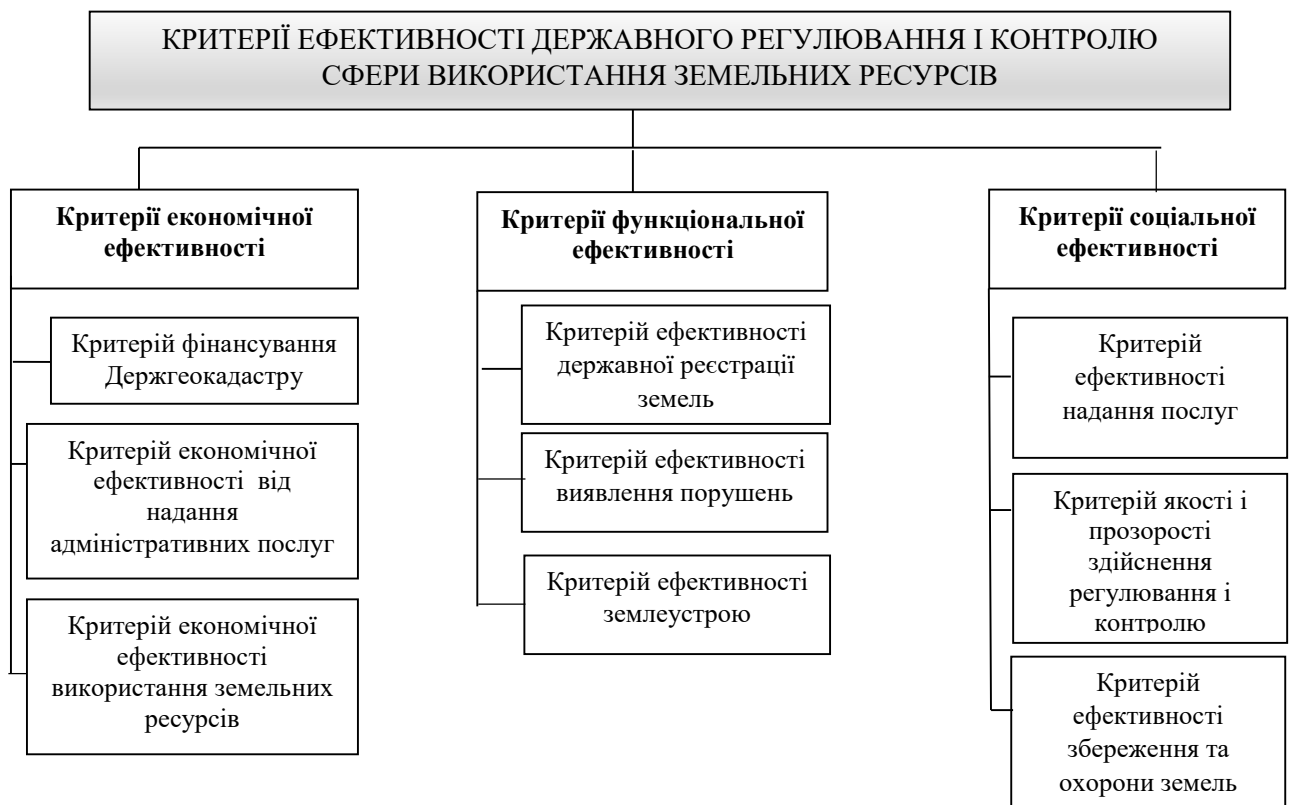 КРИТЕРІЇ ЕФЕКТИВНОСТІ ДЕРЖАВНОГО РЕГУЛЮВАННЯ І КОНТРОЛЮ
СФЕРИ ВИКОРИСТАННЯ ЗЕМЕЛЬНИХ РЕСУРСІВ
Критерії економічної
ефективності
Критерій фінансування
Держгеокадастру
Критерій економічної
ефективності від
надання
адміністративних послуг
Критерій економічної
ефективності
використання земельних
ресурсів
Критерії функціональної
ефективності
Критерій ефективності
державної реєстрації
земель
Критерій ефективності
виявлення порушень
Критерій ефективності
землеустрою
Критерії соціальної
ефективності
Критерій
ефективності
надання послуг
Критерій якості і
прозорості
здійснення
регулювання і
контролю
Критерій
ефективності
збереження та
охорони земель